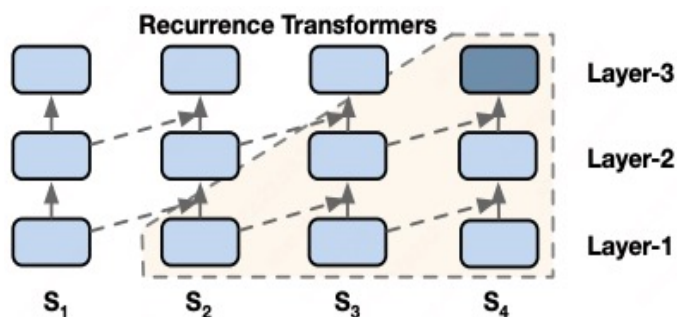 Recurrence Transformers
Layer-3
Layer-2
Layer-1
S₁ S₂ S₃ S₄